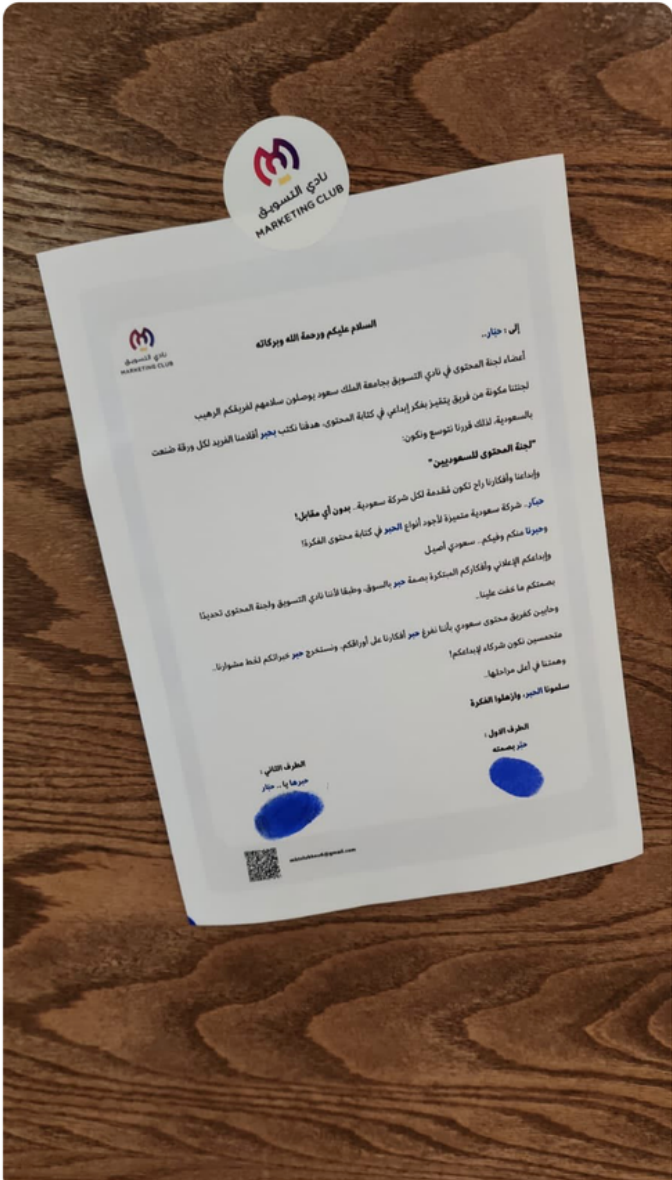 نادي التسويق
MARKETING CLUB
نادي التسويق
MARKETING CLUB
السلام عليكم ورحمة الله وبركاته
إلى : حبّار..
أعضاء لجنة المحتوى في نادي التسويق بجامعة الملك سعود يوصلون سلامهم لفريقكم الرهيب
لجنتنا مكونة من فريق يتميز بفكر إبداعي في كتابة المحتوى، هدفنا نكتب بحبر أقلامنا الفريد لكل ورقة صُنعت
بالسعودية، لذلك قررنا نتوسع ونكون:
"لجنة المحتوى للسعوديين"
وإبداعنا وأفكارنا راح تكون مُقدمة لكل شركة سعودية.. بدون أي مقابل!
حبّار.. شركة سعودية متميزة لأجود أنواع الحبر في كتابة محتوى الفكرة!
وحبرنا منكم وفيكم.. سعودي أصيل
وإبداعكم الإعلاني وأفكاركم المبتكرة بصمة حبر بالسوق، وطبعًا لأننا نادي التسويق ولجنة المحتوى تحديدًا
بصمتكم ما خفت علينا..
وحابين كفريق محتوى سعودي بأننا نفرغ حبر أفكارنا على أوراقكم، ونستخرج حبر خبراتكم لخط مشوارنا..
متحمسين نكون شركاء لإبداعكم!
وهمتنا في أعلى مراحلها..
سلمونا الحبر، وازهلوا الفكرة
الطرف الاول :
حبّر بصمته
الطرف الثاني :
حبرها يا .. حبّار